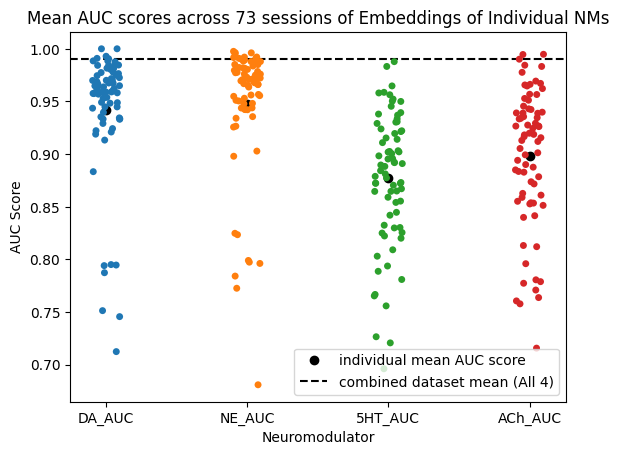 Mean AUC scores across 73 sessions of Embeddings of Individual NMs
1.00
0.95
0.90
0.85
0.80
0.75
0.70
AUC Score
individual mean AUC score
combined dataset mean (All 4)
DA_AUC NE_AUC 5HT_AUC ACh_AUC
Neuromodulator